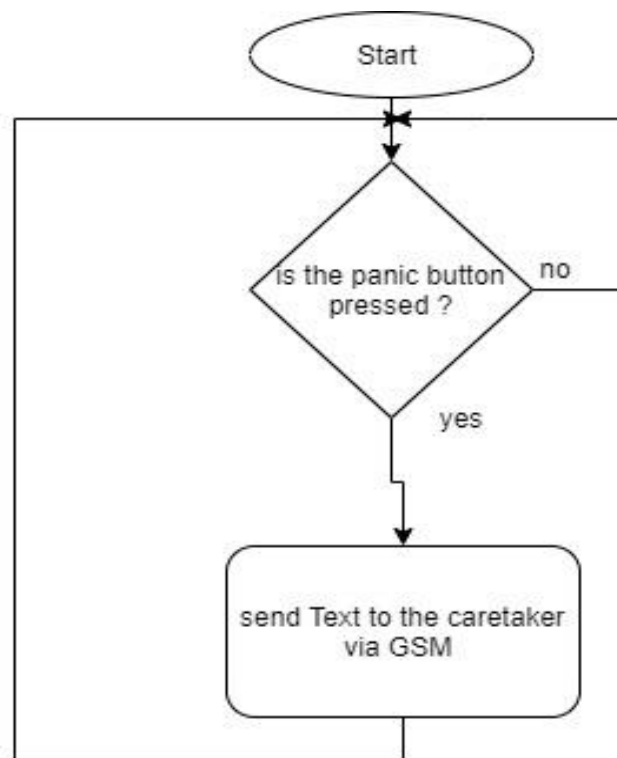 Start
is the panic button
pressed ?
no
yes
send Text to the caretaker
via GSM